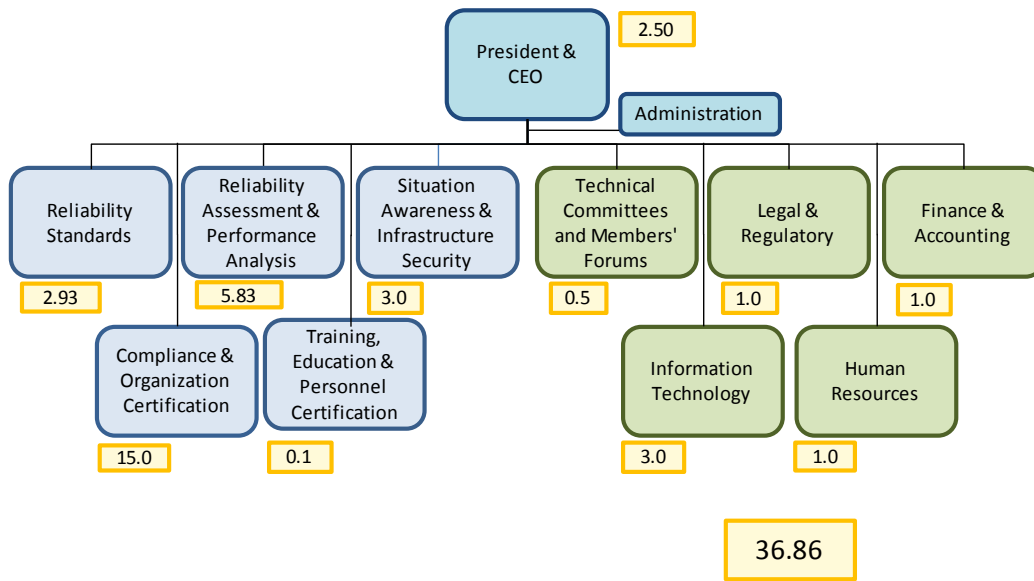 President &
CEO
2.50
Administration
Reliability
Standards
2.93
Reliability
Assessment &
Performance
Analysis
5.83
Situation
Awareness &
Infrastructure
Security
3.0
Technical
Committees
and Members'
Forums
0.5
Legal &
Regulatory
1.0
Finance &
Accounting
1.0
Compliance &
Organization
Certification
15.0
Training,
Education &
Personnel
Certification
0.1
Information
Technology
3.0
Human
Resources
1.0
36.86